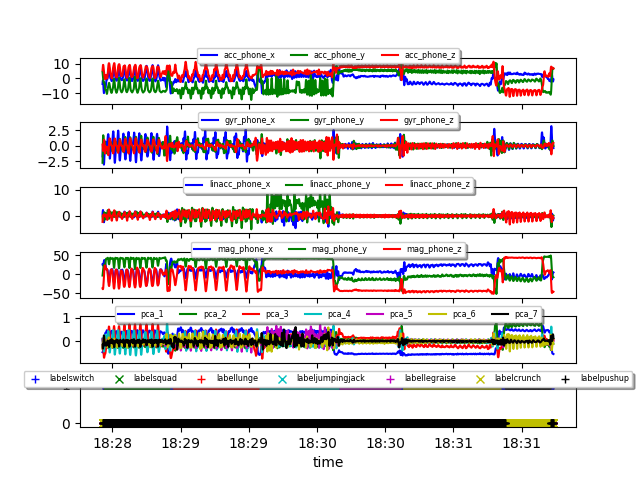 acc_phone_x acc_phone_y acc_phone_z
10
0
−10
gyr_phone_x gyr_phone_y gyr_phone_z
2.5
0.0
−2.5
linacc_phone_x linacc_phone_y linacc_phone_z
10
0
mag_phone_x mag_phone_y mag_phone_z
50
0
−50
pca_1 pca_2 pca_3 pca_4 pca_5 pca_6 pca_7
1
0
labelswitch labelsquad labellunge labeljumpingjack labellegraise labelcrunch labelpushup
0
18:28 18:29 18:29 18:30 18:30 18:31 18:31
time